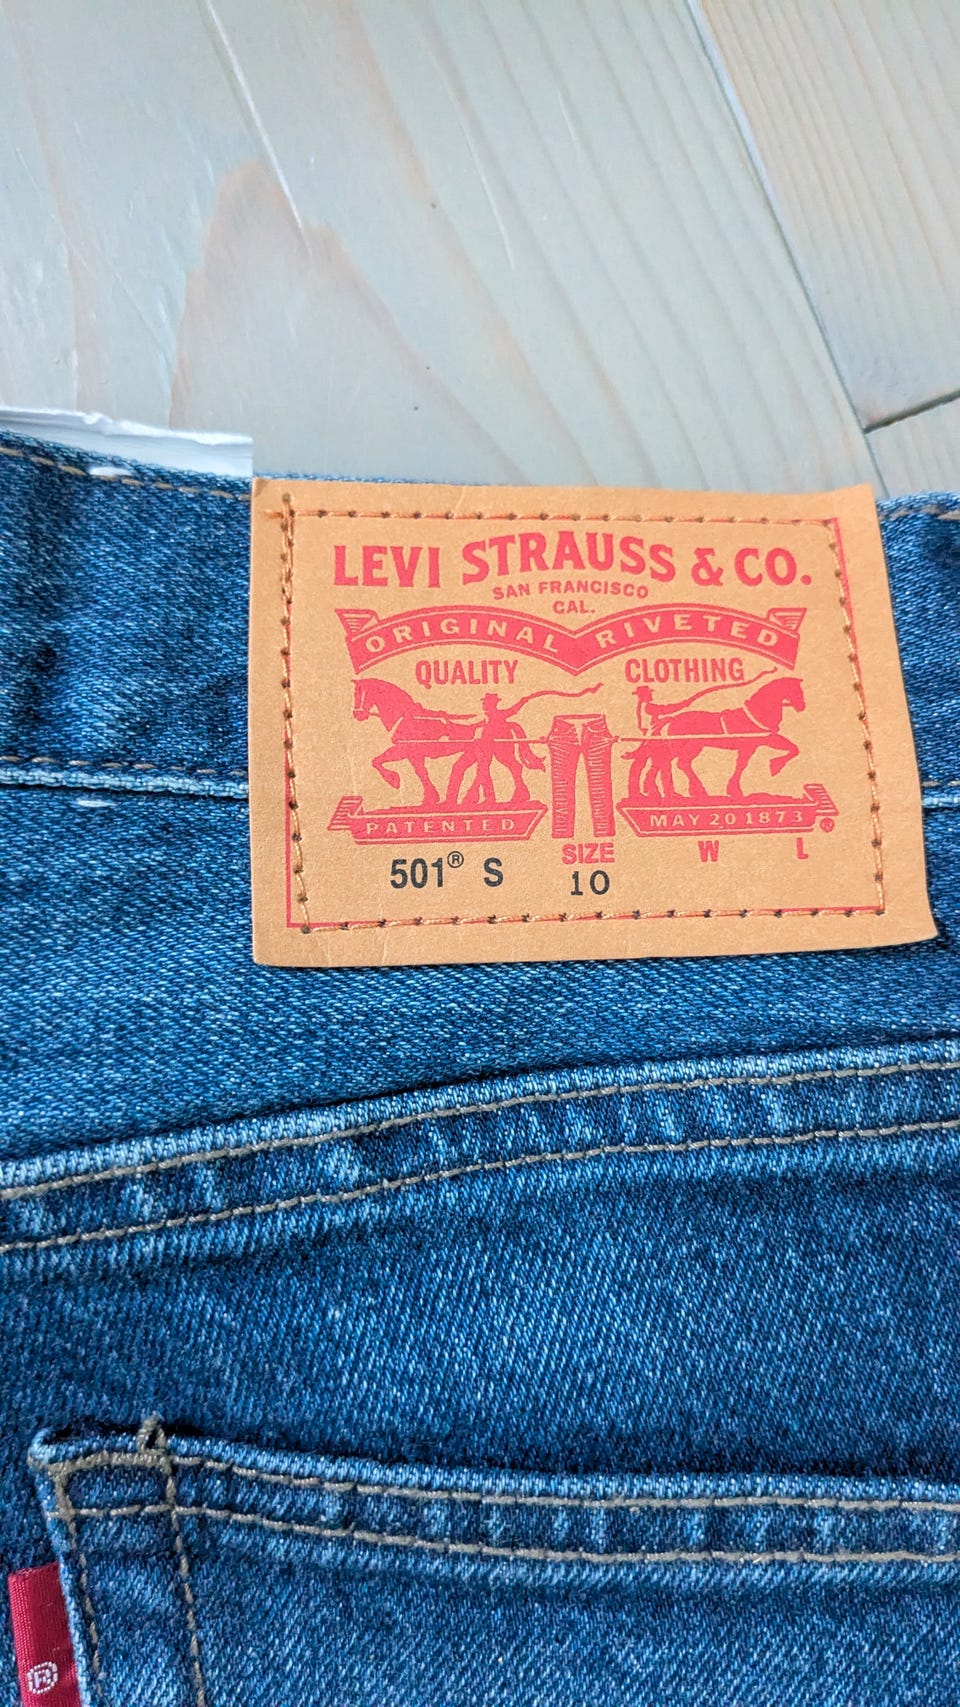 LEVI STRAUSS & CO.
SAN FRANCISCO
CAL.
ORIGINAL RIVETED
QUALITY CLOTHING
PATENTED MAY 20 1873 ®
SIZE W L
501® S 10
®